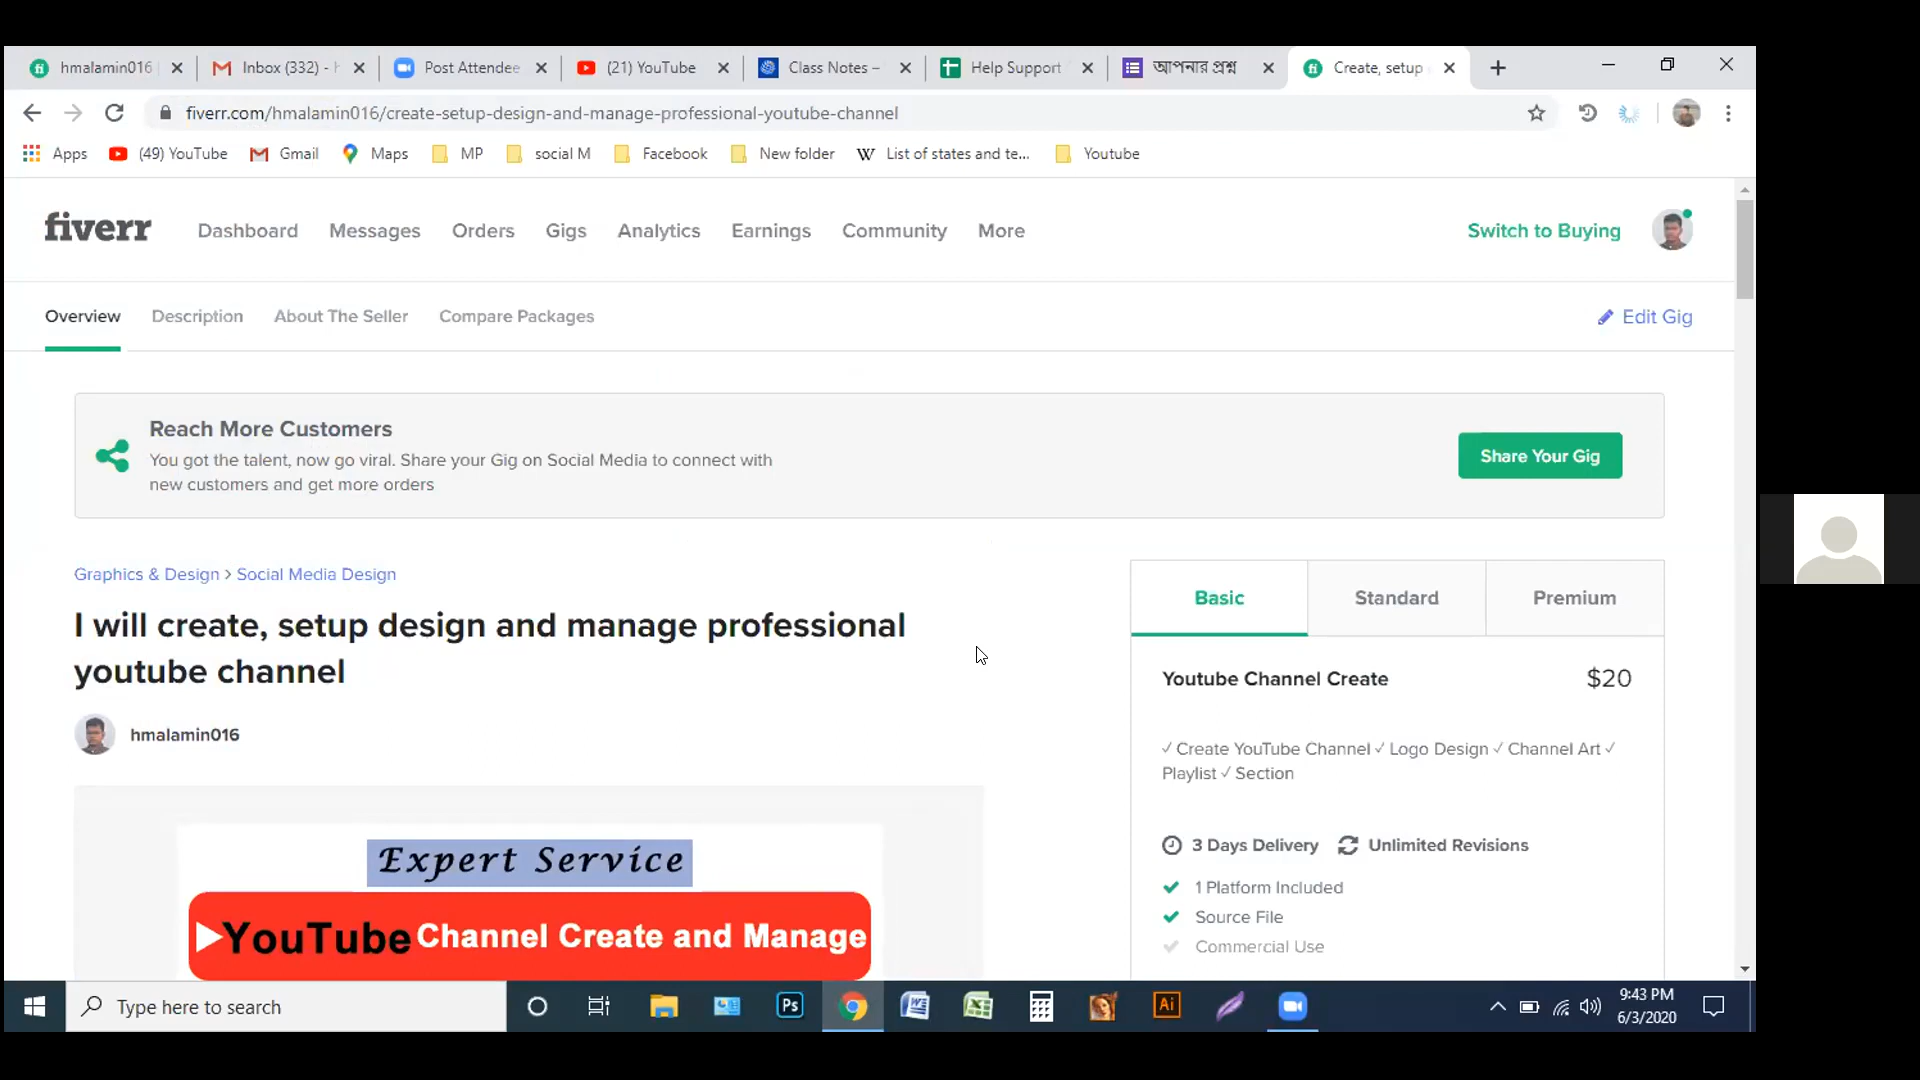 hmalamin016
Inbox (332) -
Post Attendee
(21) YouTube
Class Notes –
Help Support
আপনার প্রশ্ন
Create, setup
fiverr.com/hmalamin016/create-setup-design-and-manage-professional-youtube-channel
Apps
(49) YouTube
Gmail
Maps
MP
social M
Facebook
New folder
List of states and te...
Youtube
fiverr
Dashboard
Messages
Orders
Gigs
Analytics
Earnings
Community
More
Switch to Buying
Overview
Description
About The Seller
Compare Packages
Edit Gig
Reach More Customers
You got the talent, now go viral. Share your Gig on Social Media to connect with
new customers and get more orders
Share Your Gig
Graphics & Design > Social Media Design
I will create, setup design and manage professional
youtube channel
hmalamin016
Expert Service
YouTube Channel Create and Manage
Basic
Standard
Premium
Youtube Channel Create
$20
✓ Create YouTube Channel ✓ Logo Design ✓ Channel Art ✓
Playlist ✓ Section
3 Days Delivery
Unlimited Revisions
1 Platform Included
Source File
Commercial Use
Type here to search
Ps
Ai
9:43 PM
6/3/2020